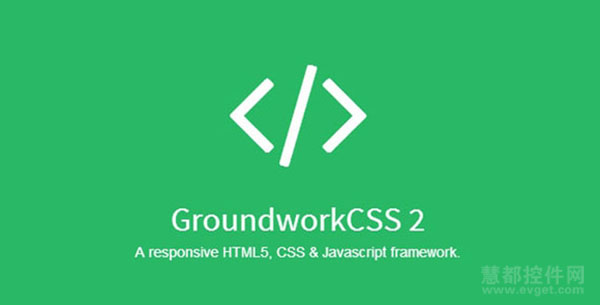 </>
GroundworkCSS 2
A responsive HTML5, CSS & Javascript framework.
慧都控件网
www.evget.com